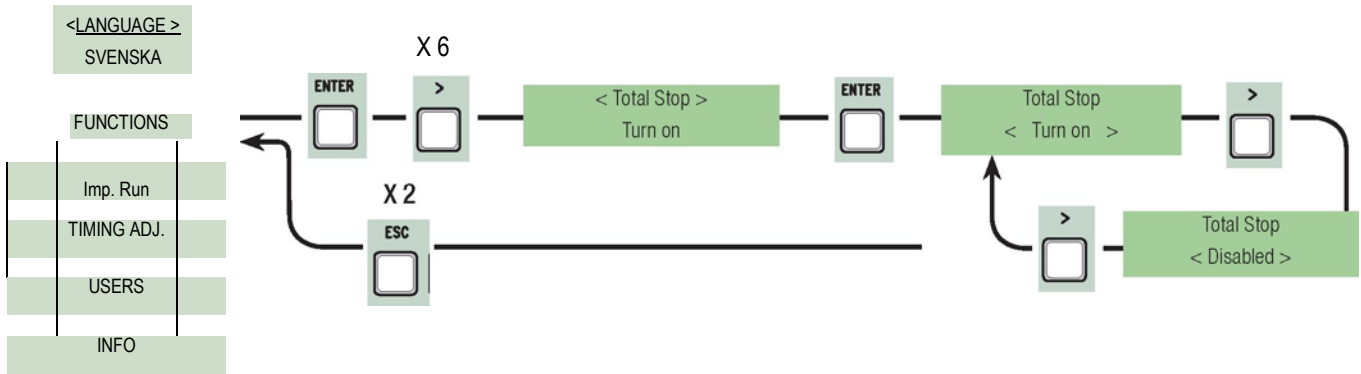 <LANGUAGE >
SVENSKA
FUNCTIONS
Imp. Run
TIMING ADJ.
USERS
INFO
ENTER
X 6
>
< Total Stop >
Turn on
ENTER
Total Stop
< Turn on >
>
X 2
ESC
>
Total Stop
< Disabled >